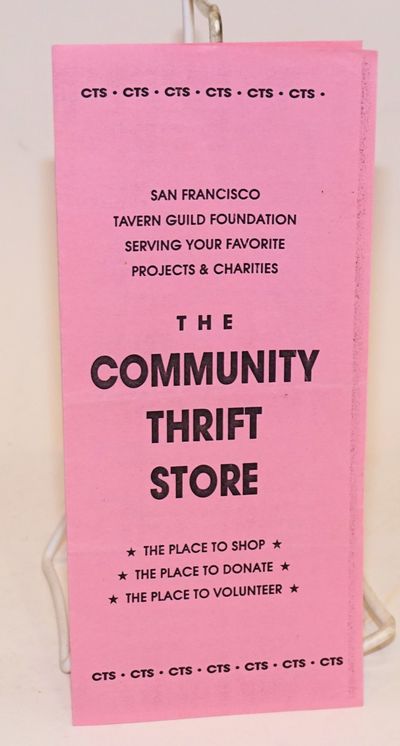 CTS • CTS • CTS • CTS • CTS • CTS •
SAN FRANCISCO
TAVERN GUILD FOUNDATION
SERVING YOUR FAVORITE
PROJECTS & CHARITIES
THE
COMMUNITY
THRIFT
STORE
★ THE PLACE TO SHOP ★
★ THE PLACE TO DONATE ★
★ THE PLACE TO VOLUNTEER ★
CTS • CTS • CTS • CTS • CTS • CTS • CTS